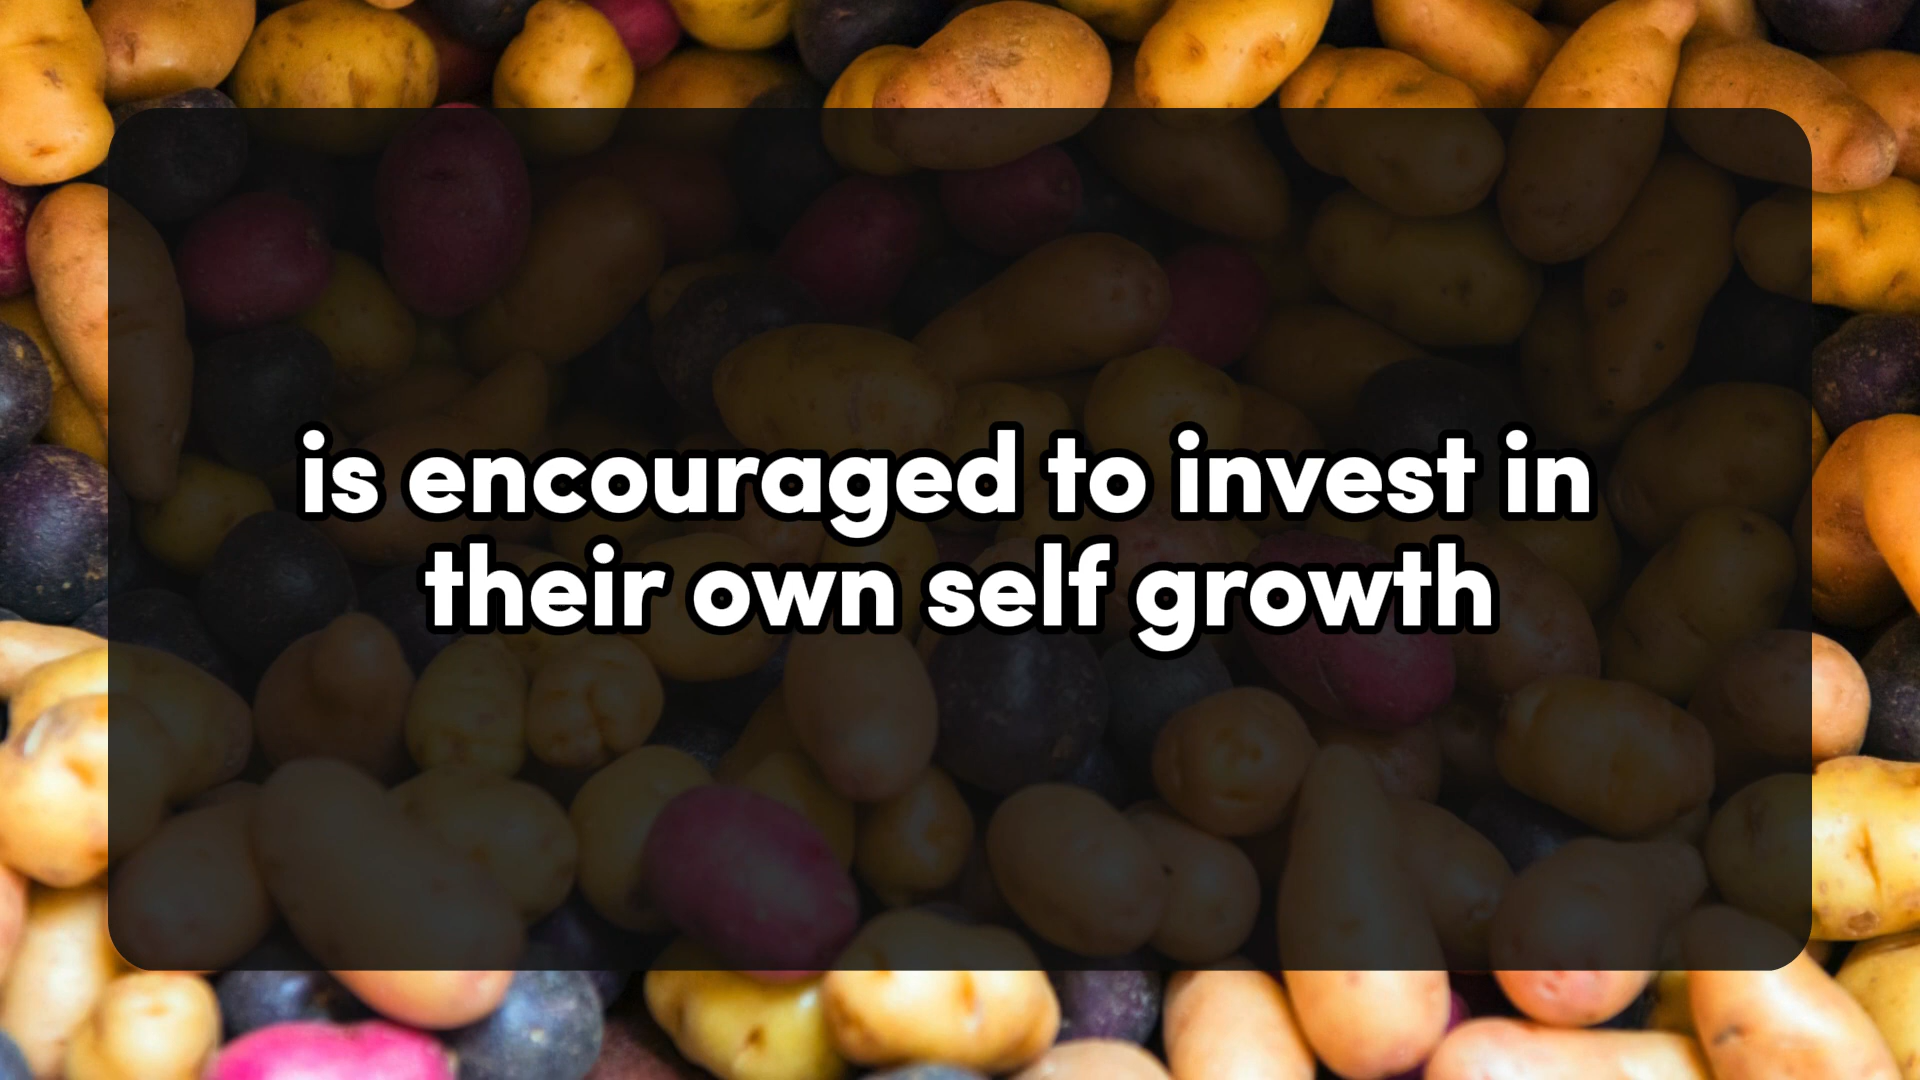 is encouraged to invest in
their own self growth